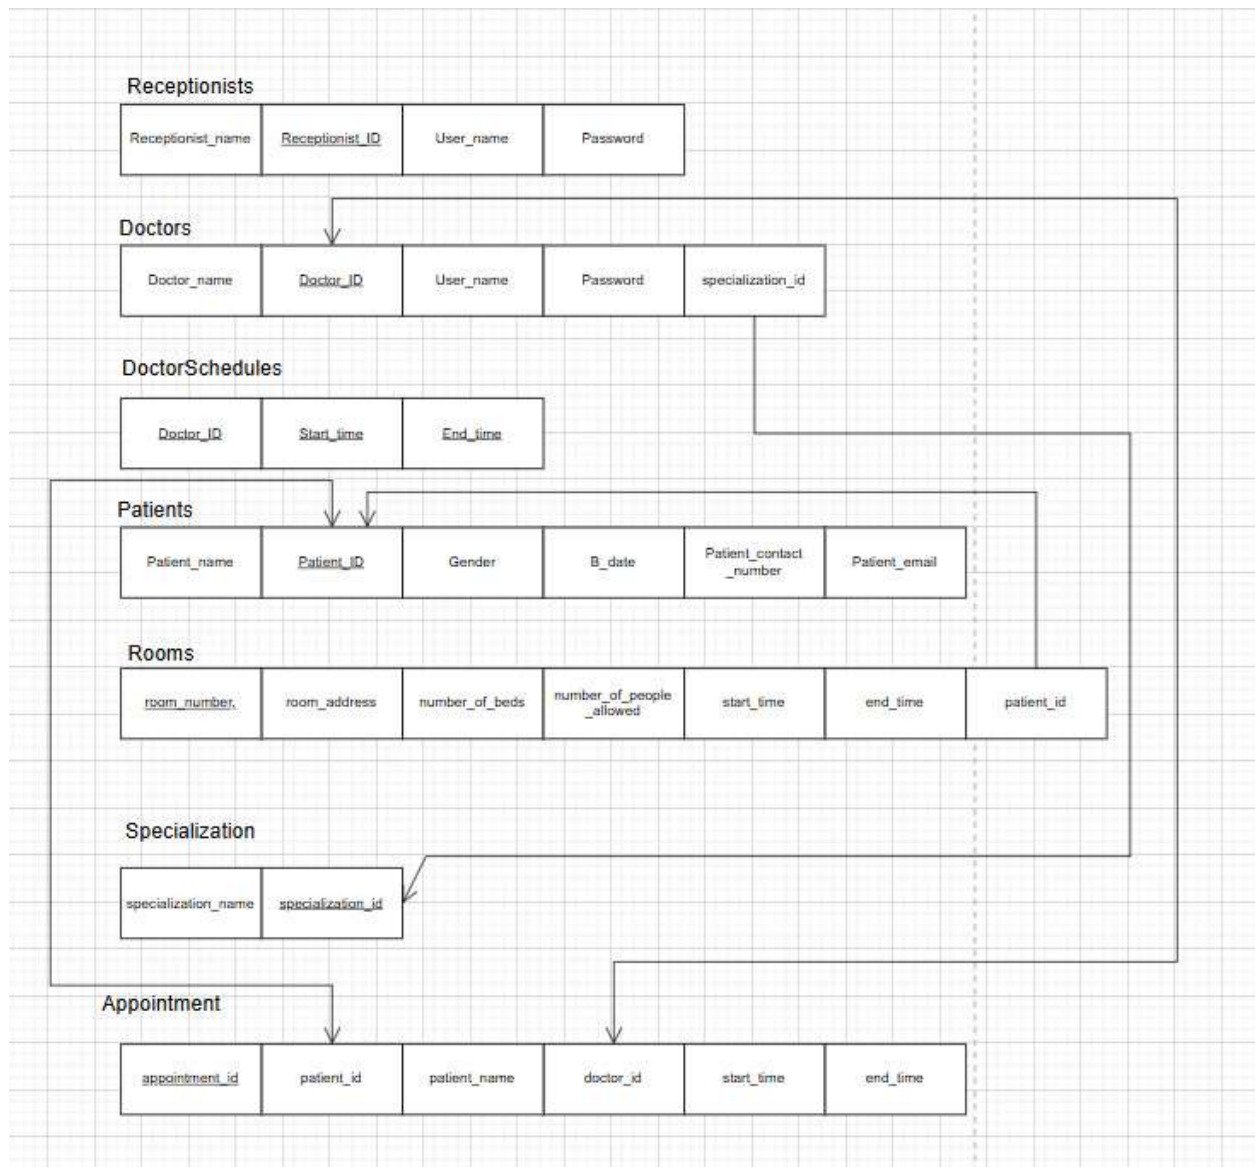 Receptionists
Receptionist_name Receptionist_ID User_name Password
Doctors
Doctor_name Doctor_ID User_name Password specialization_id
DoctorSchedules
Doctor_ID Start_time End_time
Patients
Patient_name Patient_ID Gender B_date Patient_contact
_number Patient_email
Rooms
room_number, room_address number_of_beds number_of_people
_allowed start_time end_time patient_id
Specialization
specialization_name specialization_id
Appointment
appointment_id patient_id patient_name doctor_id start_time end_time